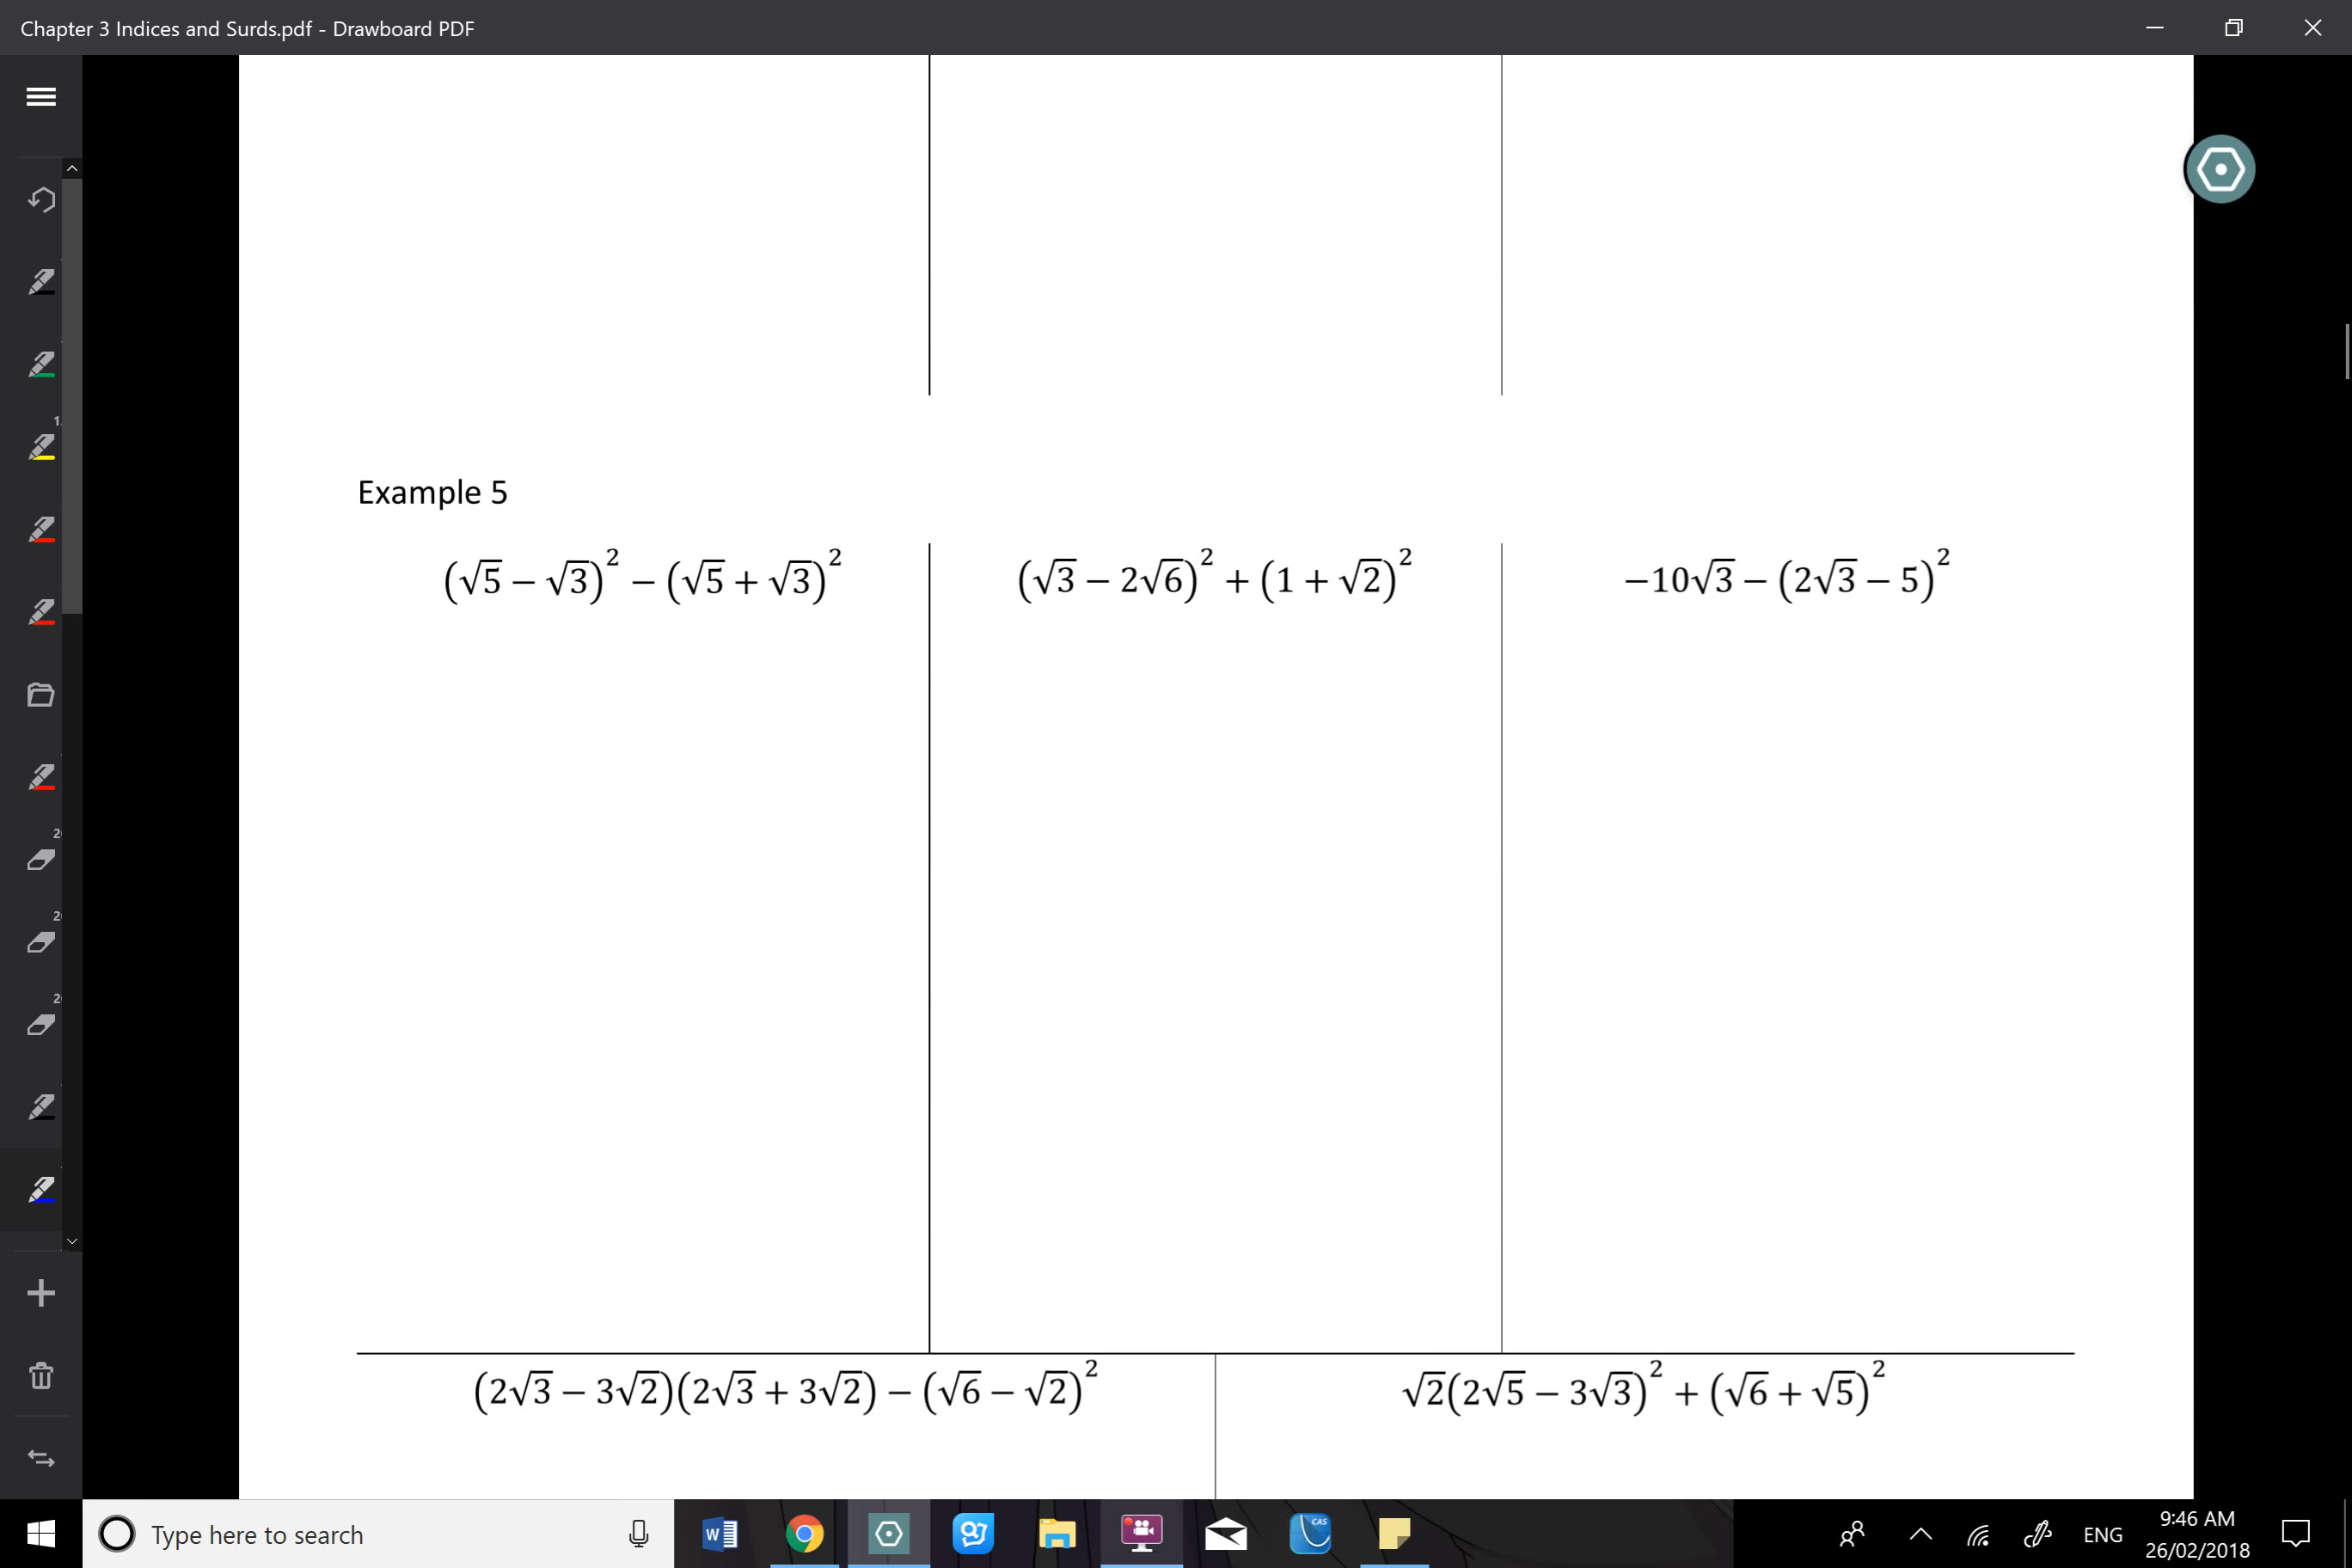 Chapter 3 Indices and Surds.pdf - Drawboard PDF
Example 5
(√5 − √3)² − (√5 + √3)²
(√3 − 2√6)² + (1 + √2)²
−10√3 − (2√3 − 5)²
(2√3 − 3√2)(2√3 + 3√2) − (√6 − √2)²
√2(2√5 − 3√3)² + (√6 + √5)²
Type here to search
CAS
ENG
9:46 AM
26/02/2018